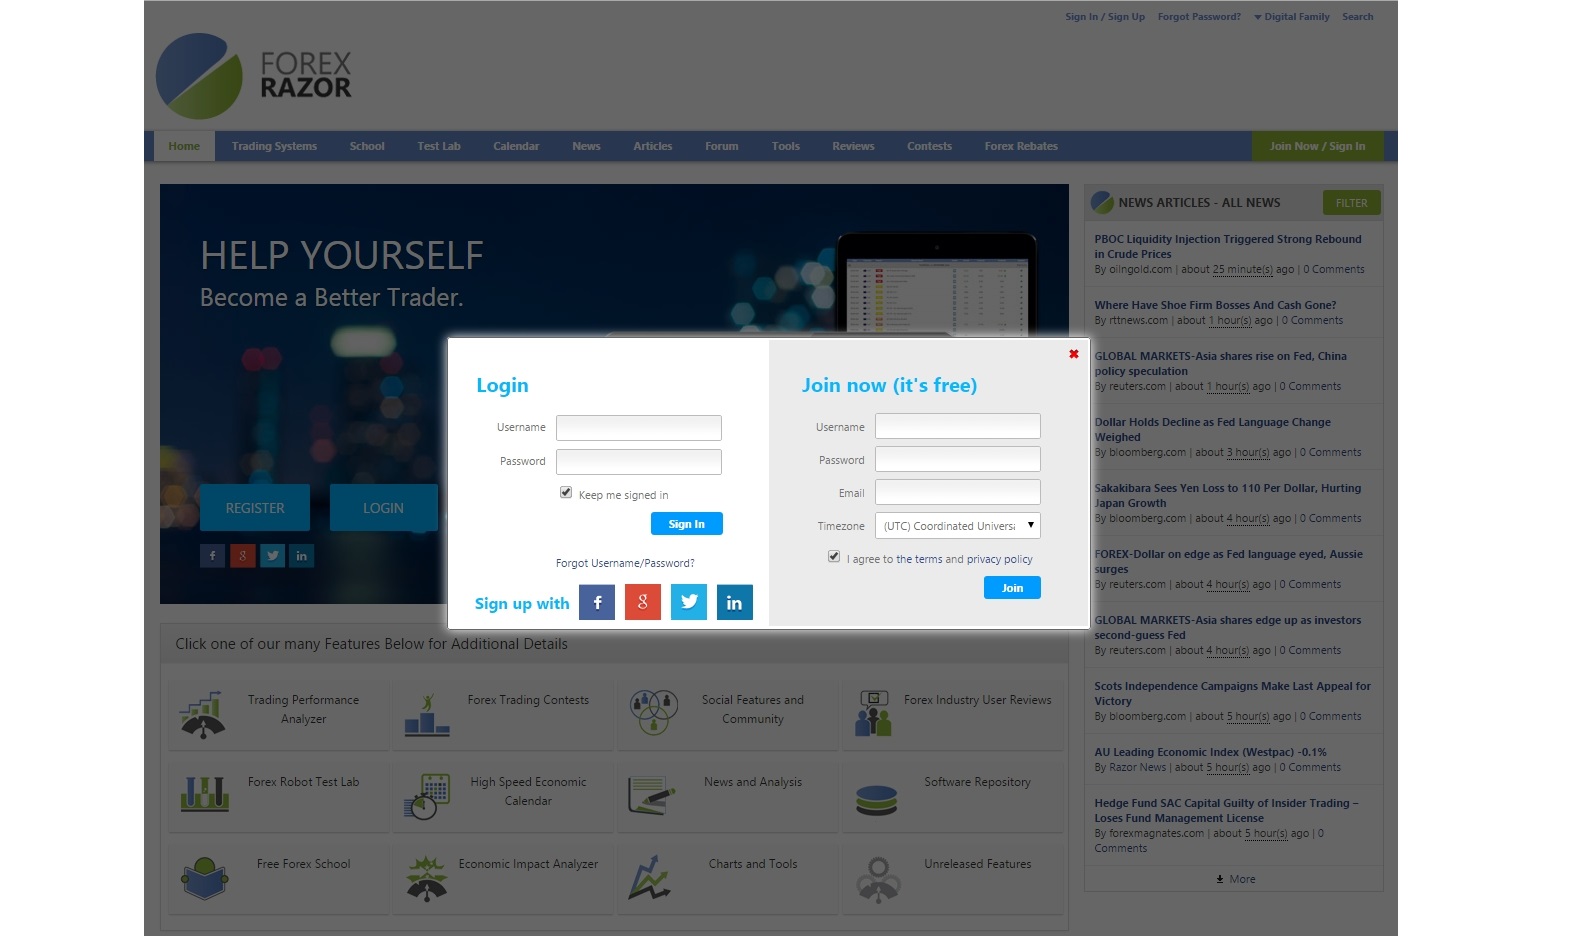 Sign In / Sign Up Forgot Password? Digital Family Search
FOREX
RAZOR
Home Trading Systems School Test Lab Calendar News Articles Forum Tools Reviews Contests Forex Rebates Join Now / Sign In
HELP YOURSELF
Become a Better Trader.
REGISTER LOGIN
f 8 in
Login
Username
Password
Keep me signed in
Sign In
Forgot Username/Password?
Sign up with f 8 in
Join now (it's free)
Username
Password
Email
Timezone (UTC) Coordinated Universa
I agree to the terms and privacy policy
Join
Click one of our many Features Below for Additional Details
Trading Performance
Analyzer
Forex Trading Contests
Social Features and
Community
Forex Industry User Reviews
Forex Robot Test Lab
High Speed Economic
Calendar
News and Analysis
Software Repository
Free Forex School
Economic Impact Analyzer
Charts and Tools
Unreleased Features
NEWS ARTICLES - ALL NEWS FILTER
PBOC Liquidity Injection Triggered Strong Rebound
in Crude Prices
By oilngold.com | about 25 minute(s) ago | 0 Comments
Where Have Shoe Firm Bosses And Cash Gone?
By rttnews.com | about 1 hour(s) ago | 0 Comments
GLOBAL MARKETS-Asia shares rise on Fed, China
policy speculation
By reuters.com | about 1 hour(s) ago | 0 Comments
Dollar Holds Decline as Fed Language Change
Weighed
By bloomberg.com | about 3 hour(s) ago | 0 Comments
Sakakibara Sees Yen Loss to 110 Per Dollar, Hurting
Japan Growth
By bloomberg.com | about 4 hour(s) ago | 0 Comments
FOREX-Dollar on edge as Fed language eyed, Aussie
surges
By reuters.com | about 4 hour(s) ago | 0 Comments
GLOBAL MARKETS-Asia shares edge up as investors
second-guess Fed
By reuters.com | about 4 hour(s) ago | 0 Comments
Scots Independence Campaigns Make Last Appeal for
Victory
By bloomberg.com | about 5 hour(s) ago | 0 Comments
AU Leading Economic Index (Westpac) -0.1%
By Razor News | about 5 hour(s) ago | 0 Comments
Hedge Fund SAC Capital Guilty of Insider Trading –
Loses Fund Management License
By forexmagnates.com | about 5 hour(s) ago | 0
Comments
More